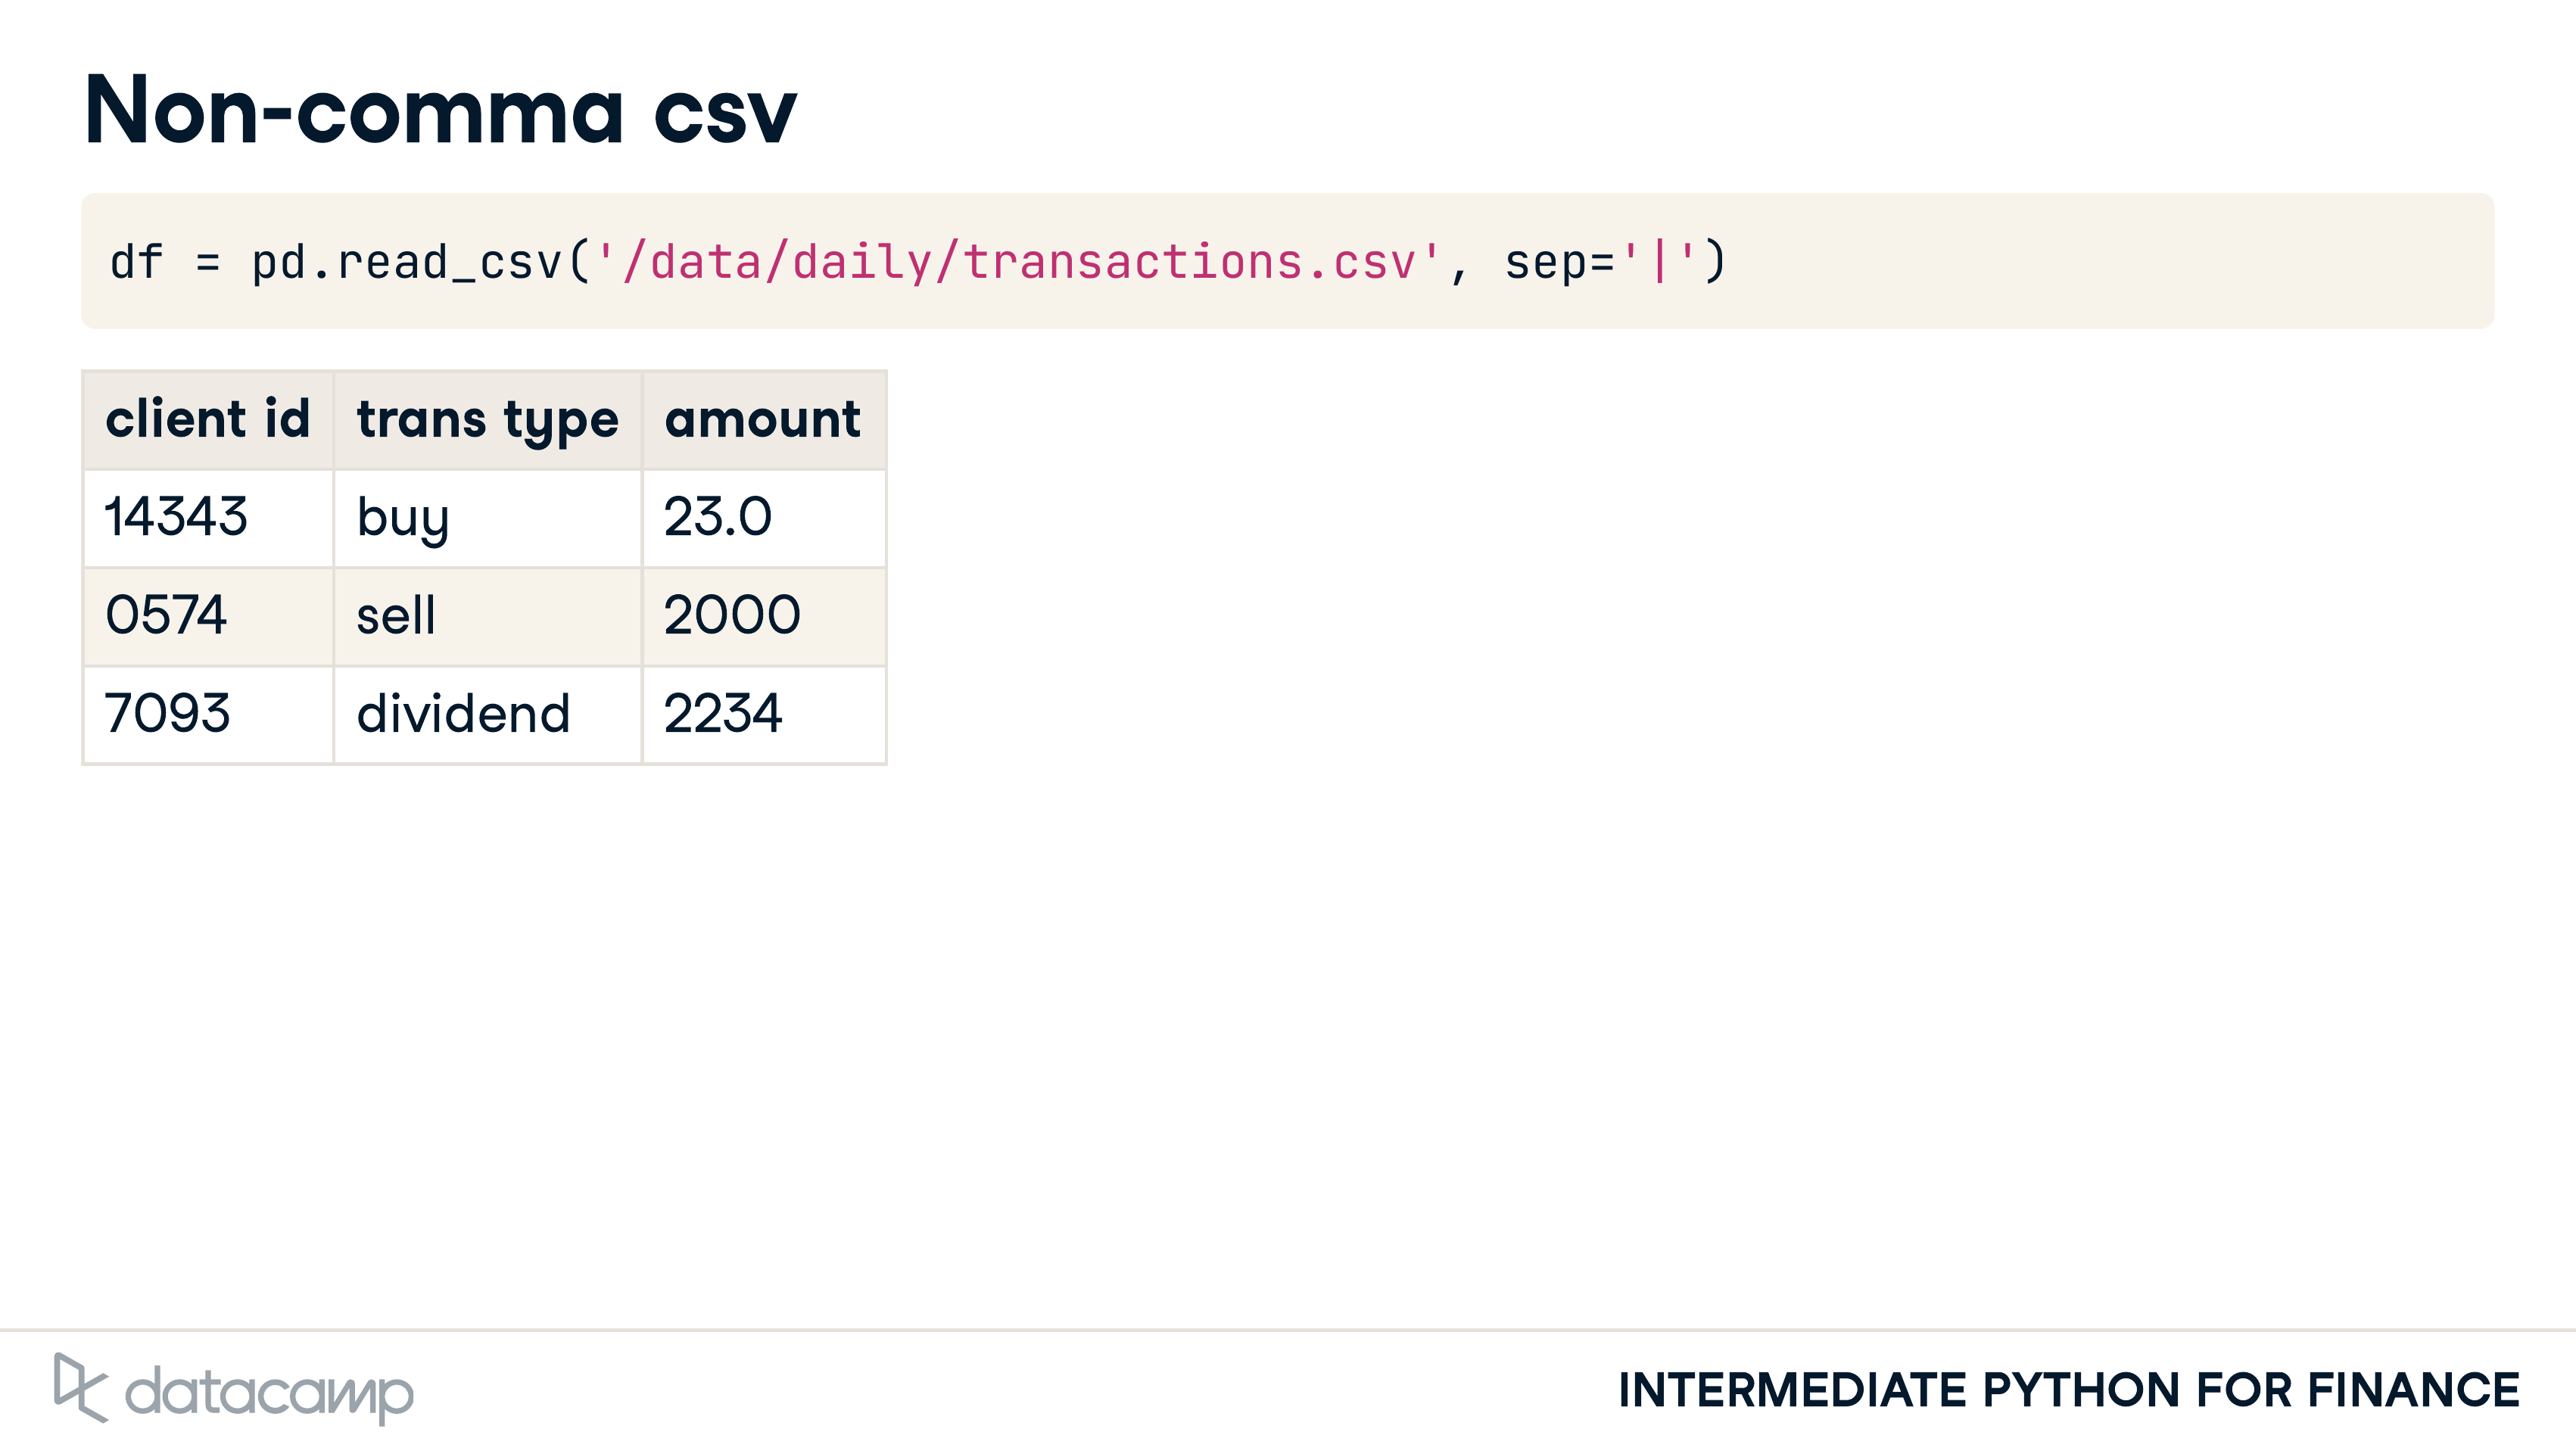 Non-comma csv
df = pd.read_csv('/data/daily/transactions.csv', sep='|')
client id trans type amount
14343 buy 23.0
0574 sell 2000
7093 dividend 2234
datacamp
INTERMEDIATE PYTHON FOR FINANCE